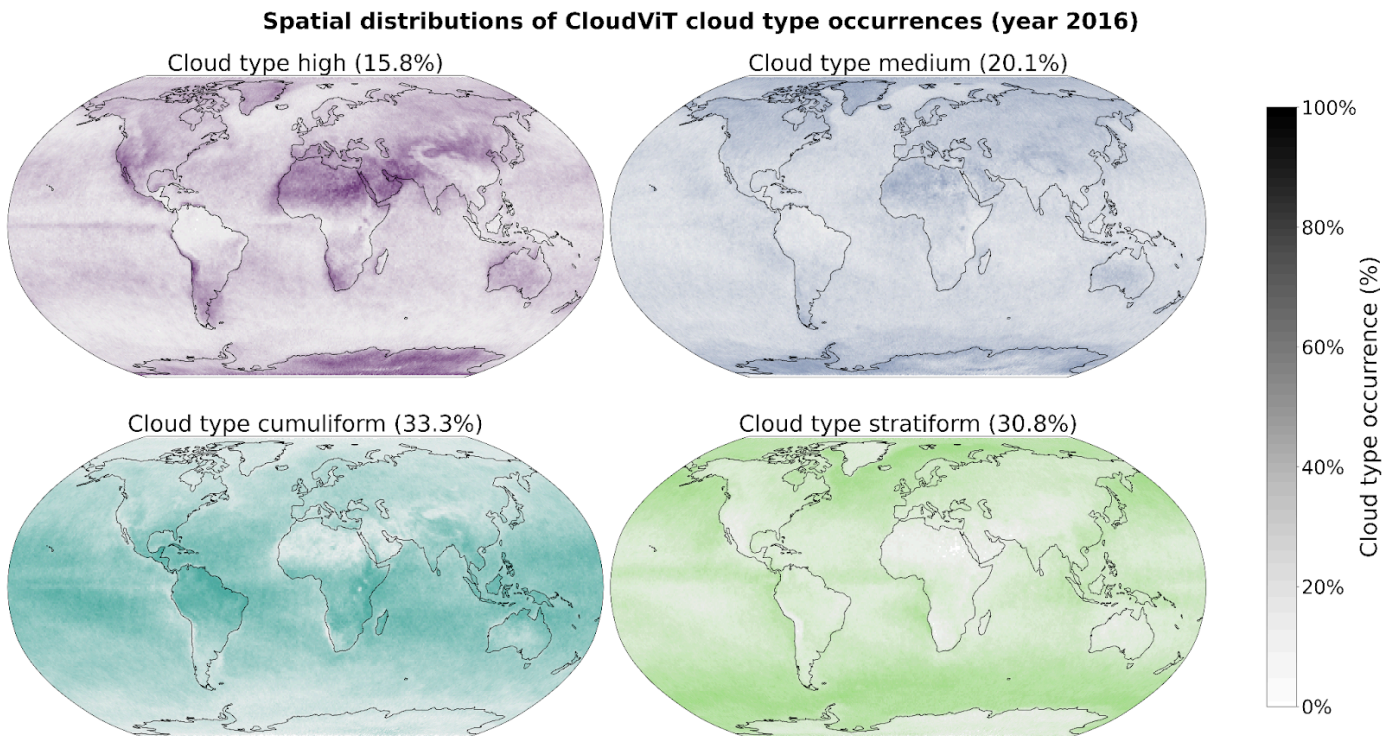 Spatial distributions of CloudViT cloud type occurrences (year 2016)
Cloud type high (15.8%)
Cloud type medium (20.1%)
Cloud type cumuliform (33.3%)
Cloud type stratiform (30.8%)
100%
80%
60%
40%
20%
0%
Cloud type occurrence (%)